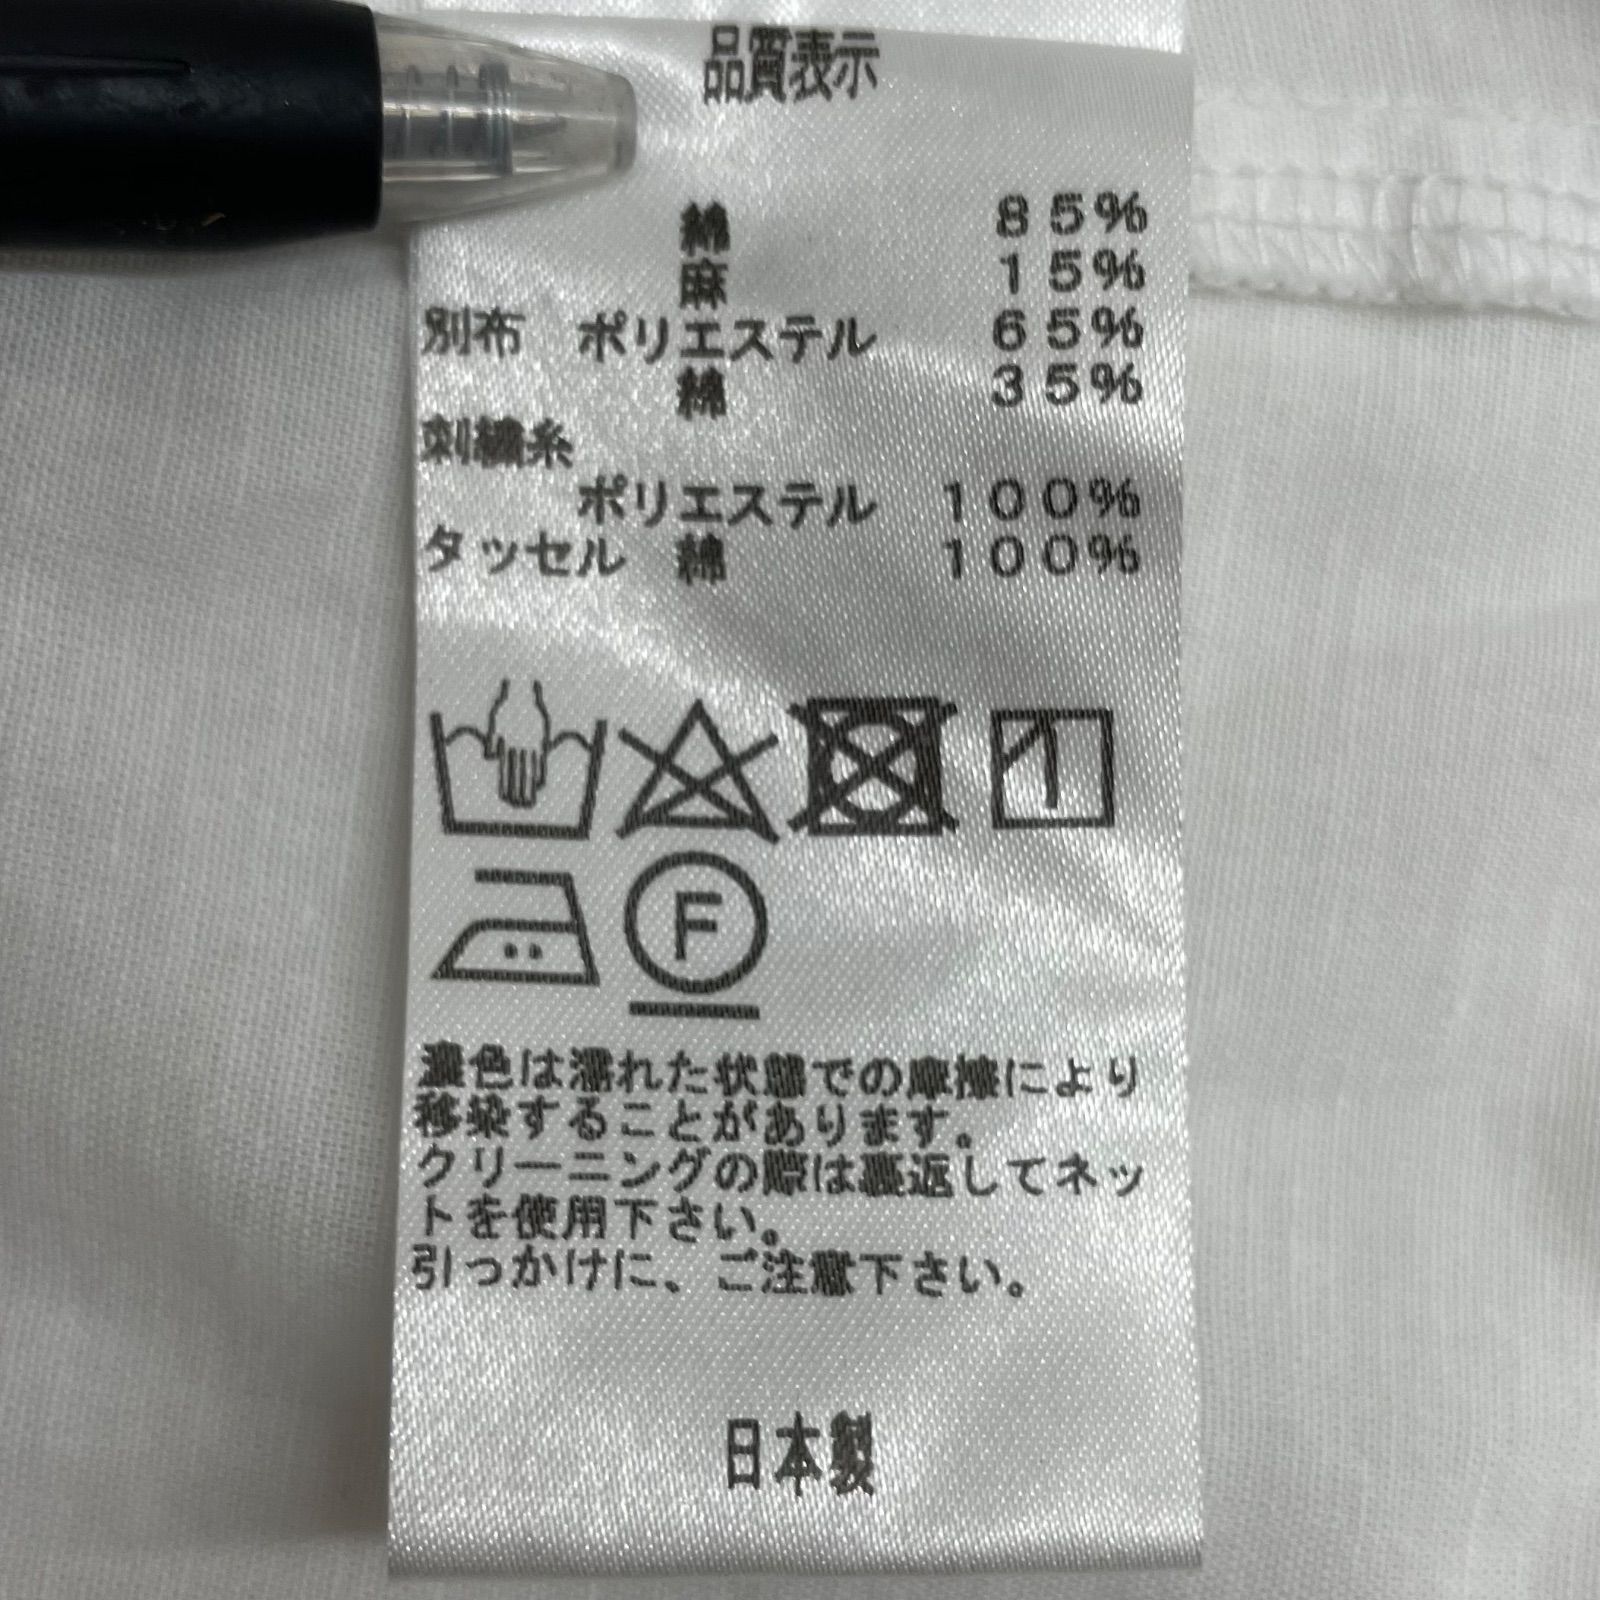 品質表示
綿 85%
麻 15%
別布 ポリエステル 65%
綿 35%
刺繍糸
ポリエステル 100%
タッセル 綿 100%
F
濃色は濡れた状態での摩擦により
移染することがあります。
クリーニングの際は裏返してネッ
トを使用下さい。
引っかけに、ご注意下さい。
日本製